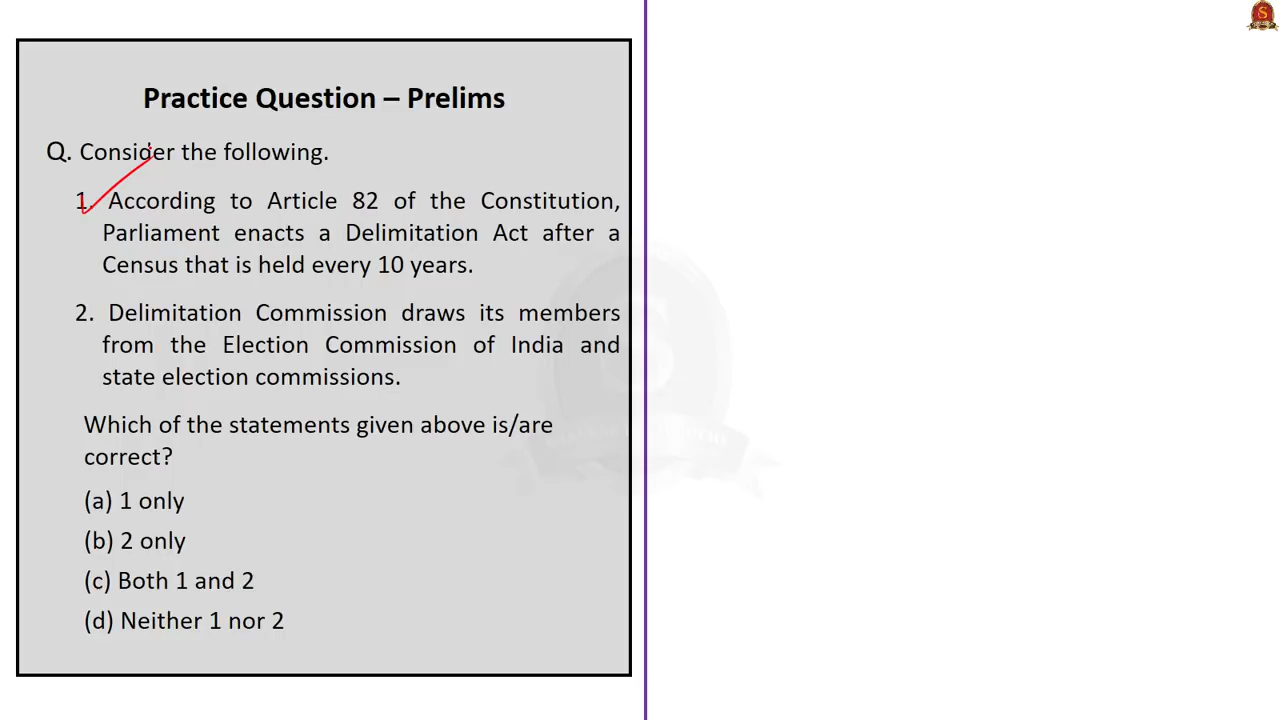 Practice Question – Prelims
Q. Consider the following.
1. According to Article 82 of the Constitution,
Parliament enacts a Delimitation Act after a
Census that is held every 10 years.
2. Delimitation Commission draws its members
from the Election Commission of India and
state election commissions.
Which of the statements given above is/are
correct?
(a) 1 only
(b) 2 only
(c) Both 1 and 2
(d) Neither 1 nor 2